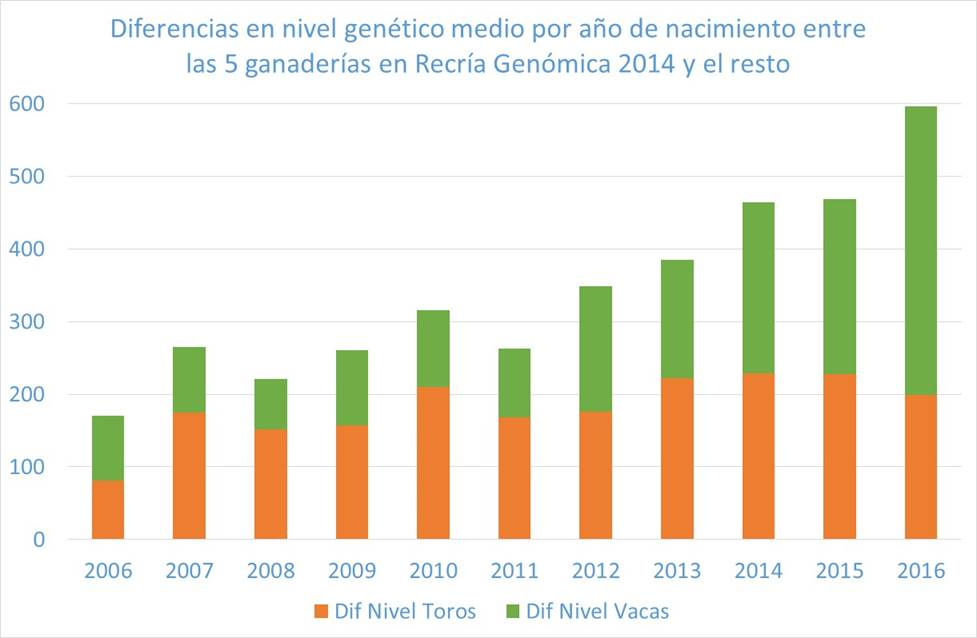 Diferencias en nivel genético medio por año de nacimiento entre
las 5 ganaderías en Recría Genómica 2014 y el resto
600
500
400
300
200
100
0
2006 2007 2008 2009 2010 2011 2012 2013 2014 2015 2016
Dif Nivel Toros Dif Nivel Vacas